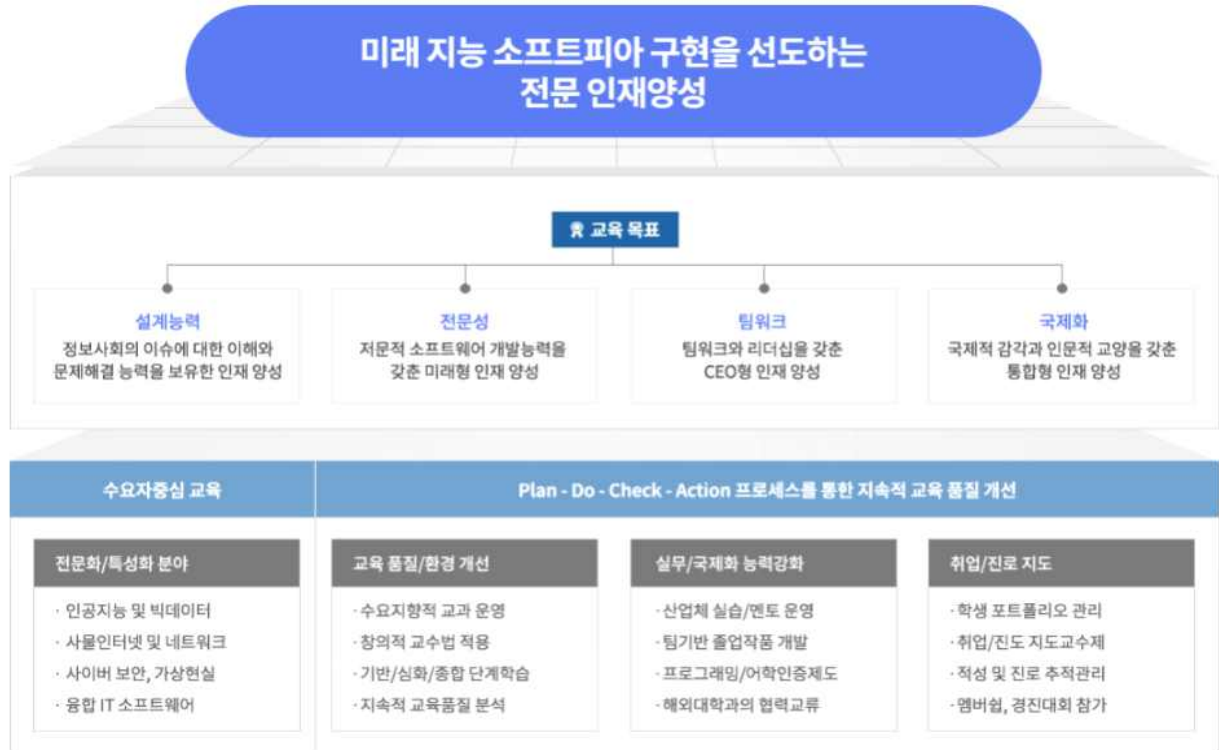 미래 지능 소프트피아 구현을 선도하는
전문 인재양성
교육 목표
설계능력
정보사회의 이슈에 대한 이해와
문제해결 능력을 보유한 인재 양성
전문성
저문적 소프트웨어 개발능력을
갖춘 미래형 인재 양성
팀워크
팀워크와 리더십을 갖춘
CEO형 인재 양성
국제화
국제적 감각과 인문적 교양을 갖춘
통합형 인재 양성
수요자중심 교육
Plan - Do - Check - Action 프로세스를 통한 지속적 교육 품질 개선
전문화/특성화 분야
· 인공지능 및 빅데이터
· 사물인터넷 및 네트워크
· 사이버 보안, 가상현실
· 융합 IT 소프트웨어
교육 품질/환경 개선
· 수요지향적 교과 운영
· 창의적 교수법 적용
· 기반/심화/종합 단계학습
· 지속적 교육품질 분석
실무/국제화 능력강화
· 산업체 실습/멘토 운영
· 팀기반 졸업작품 개발
· 프로그래밍/어학인증제도
· 해외대학과의 협력교류
취업/진로 지도
· 학생 포트폴리오 관리
· 취업/진도 지도교수제
· 적성 및 진로 추적관리
· 멤버쉽, 경진대회 참가